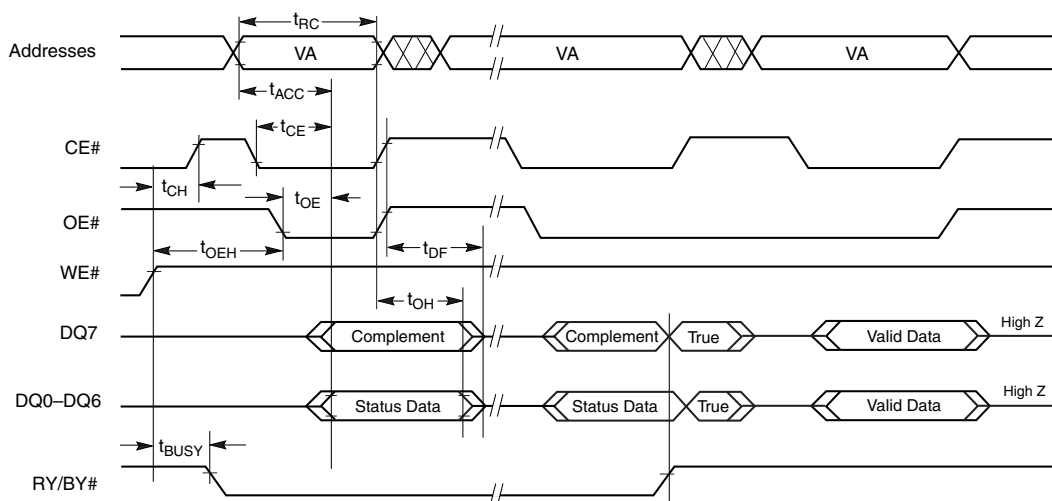 tRC
Addresses VA VA VA
tACC
tCE
CE#
tCH
tOE
OE#
tOEH tDF
WE#
tOH
DQ7 Complement Complement True Valid Data High Z
DQ0–DQ6 Status Data Status Data True Valid Data High Z
tBUSY
RY/BY#